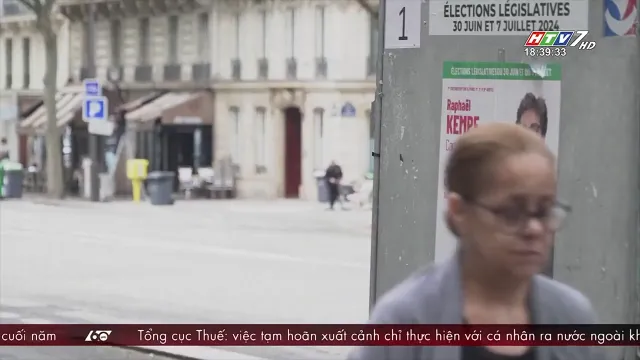 1
ÉLECTIONS LÉGISLATIVES
30 JUIN ET 7 JUILLET 2024
HTV7 HD
18:39:33
Raphaël
KEMPF
P
cuối năm
60
Tổng cục Thuế: việc tạm hoãn xuất cảnh chỉ thực hiện với cá nhân ra nước ngoài k